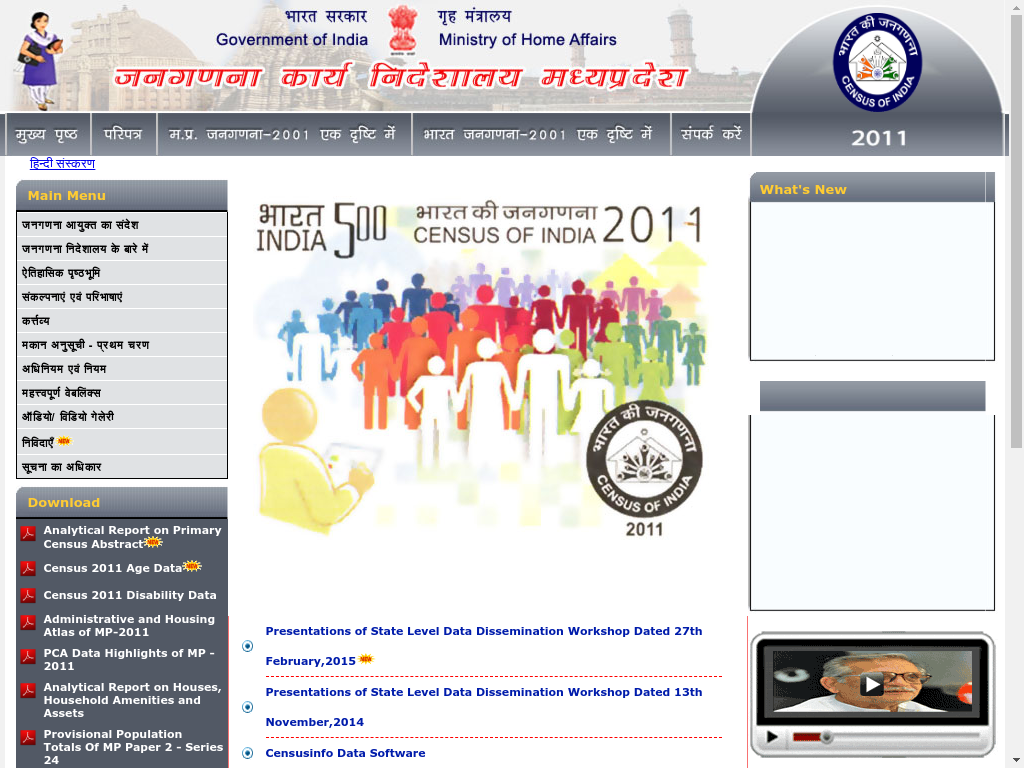 भारत सरकार
गृह मंत्रालय
Government of India
Ministry of Home Affairs
जनगणना कार्य निदेशालय मध्यप्रदेश
भारत की जनगणना
CENSUS OF INDIA
2011
मुख्य पृष्ठ
परिपत्र
म.प्र. जनगणना-2001 एक दृष्टि में
भारत जनगणना-2001 एक दृष्टि में
संपर्क करें
हिन्दी संस्करण
Main Menu
जनगणना आयुक्त का संदेश
जनगणना निदेशालय के बारे में
ऐतिहासिक पृष्ठभूमि
संकल्पनाएं एवं परिभाषाएं
कर्त्तव्य
मकान अनुसूची - प्रथम चरण
अधिनियम एवं नियम
महत्त्वपूर्ण वेबलिंक्स
ऑडियो/ विडियो गेलेरी
निविदाएँ NEW
सूचना का अधिकार
Download
Analytical Report on Primary
Census Abstract NEW
Census 2011 Age Data NEW
Census 2011 Disability Data
Administrative and Housing
Atlas of MP-2011
PCA Data Highlights of MP -
2011
Analytical Report on Houses,
Household Amenities and
Assets
Provisional Population
Totals Of MP Paper 2 - Series
24
भारत 500 भारत की जनगणना 2011
INDIA CENSUS OF INDIA
भारत की जनगणना
CENSUS OF INDIA
2011
Presentations of State Level Data Dissemination Workshop Dated 27th
February,2015 NEW
Presentations of State Level Data Dissemination Workshop Dated 13th
November,2014
Censusinfo Data Software
What's New